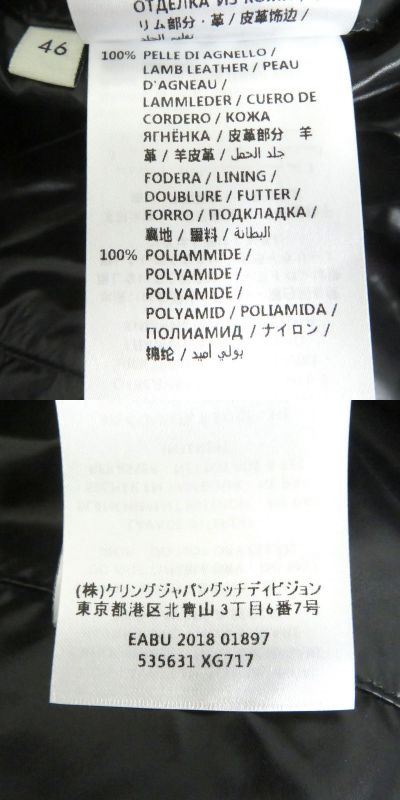 46
ОТДЕЛКА ИЗ КОЖИ /
リム部分・革 / 皮革饰边 /
100% PELLE DI AGNELLO /
LAMB LEATHER / PEAU
D'AGNEAU /
LAMMLEDER / CUERO DE
CORDERO / КОЖА
ЯГНЁНКА / 皮革部分 羊
革 / 羊皮革 / جلد الحمل
FODERA / LINING /
DOUBLURE / FUTTER /
FORRO / ПОДКЛАДКА /
裏地 / 里料 / البطانة
100% POLIAMMIDE /
POLYAMIDE /
POLYAMIDE /
POLYAMID / POLIAMIDA /
ПОЛИАМИД / ナイロン /
锦纶 / بولي أميد
(株)ケリングジャパングッチディビジョン
東京都港区北青山 3丁目6番7号
EABU 2018 01897
535631 XG717